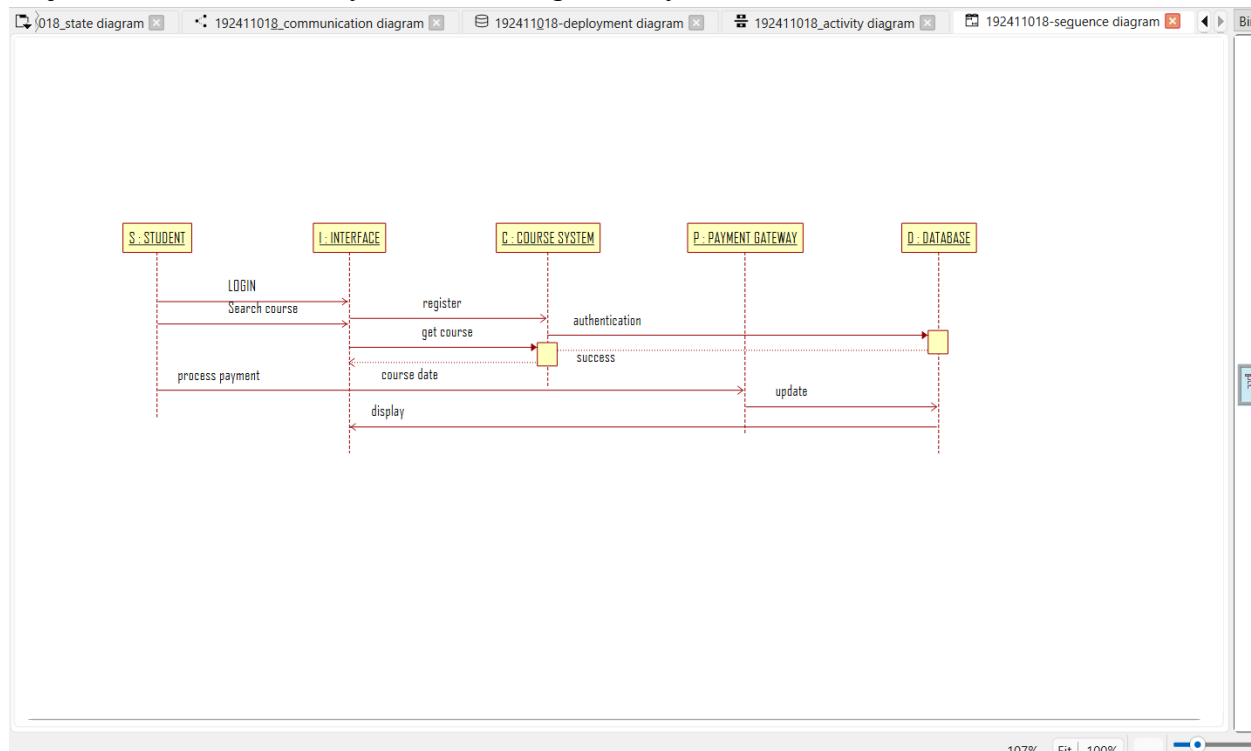 018_state diagram
192411018_communication diagram
192411018-deployment diagram
192411018_activity diagram
192411018-sequence diagram
S : STUDENT
I : INTERFACE
C : COURSE SYSTEM
P : PAYMENT GATEWAY
D : DATABASE
LOGIN
Search course
register
authentication
get course
success
process payment
course date
update
display
107%
Fit
100%